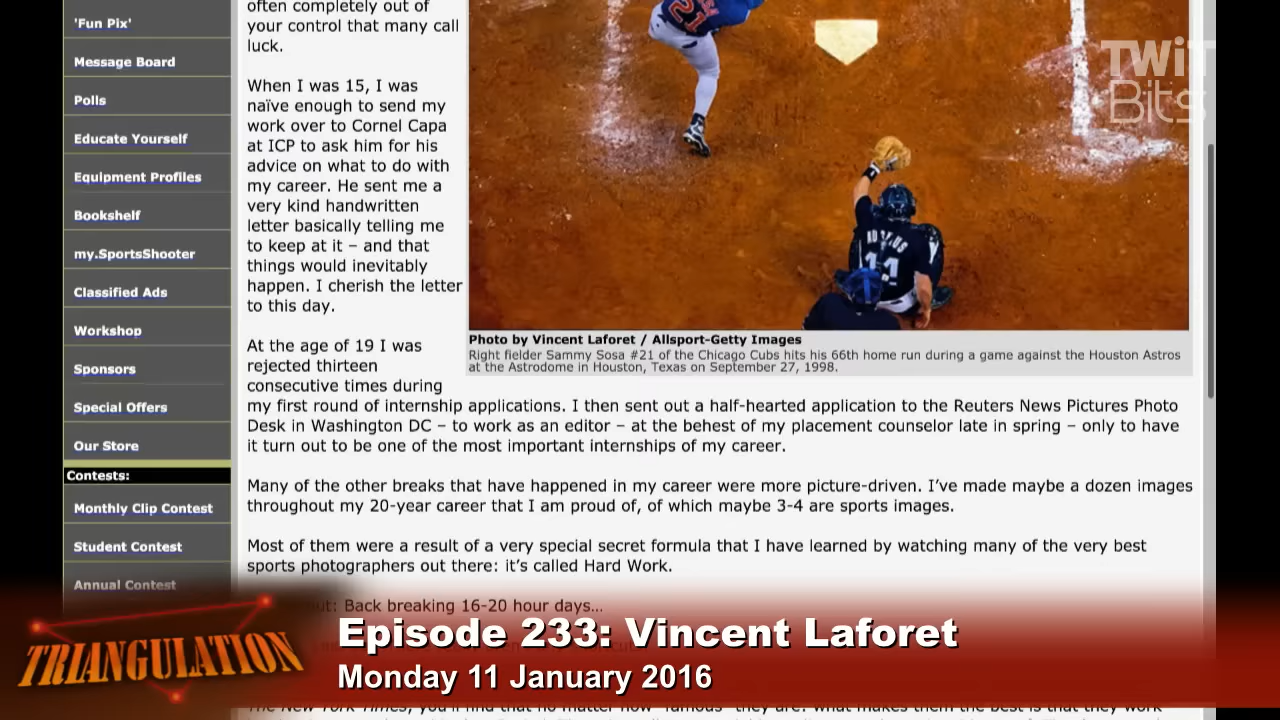 'Fun Pix'
Message Board
Polls
Educate Yourself
Equipment Profiles
Bookshelf
my.SportsShooter
Classified Ads
Workshop
Sponsors
Special Offers
Our Store
Contests:
Monthly Clip Contest
Student Contest
Annual Contest
often completely out of
your control that many call
luck.
When I was 15, I was
naïve enough to send my
work over to Cornel Capa
at ICP to ask him for his
advice on what to do with
my career. He sent me a
very kind handwritten
letter basically telling me
to keep at it – and that
things would inevitably
happen. I cherish the letter
to this day.
At the age of 19 I was
rejected thirteen
consecutive times during
my first round of internship applications. I then sent out a half-hearted application to the Reuters News Pictures Photo
Desk in Washington DC – to work as an editor – at the behest of my placement counselor late in spring – only to have
it turn out to be one of the most important internships of my career.
Many of the other breaks that have happened in my career were more picture-driven. I've made maybe a dozen images
throughout my 20-year career that I am proud of, of which maybe 3-4 are sports images.
Most of them were a result of a very special secret formula that I have learned by watching many of the very best
sports photographers out there: it's called Hard Work.
Back breaking 16-20 hour days...
21
TWiT
Bits
11
Photo by Vincent Laforet / Allsport-Getty Images
Right fielder Sammy Sosa #21 of the Chicago Cubs hits his 66th home run during a game against the Houston Astros
at the Astrodome in Houston, Texas on September 27, 1998.
TRIANGULATION
Episode 233: Vincent Laforet
Monday 11 January 2016